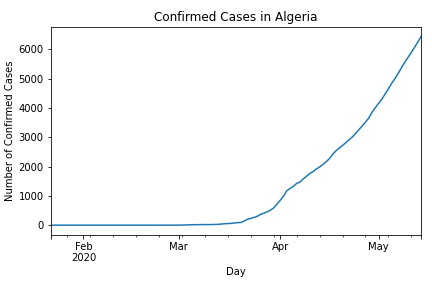 Confirmed Cases in Algeria
Number of Confirmed Cases
6000
5000
4000
3000
2000
1000
0
Feb
2020
Mar
Apr
May
Day